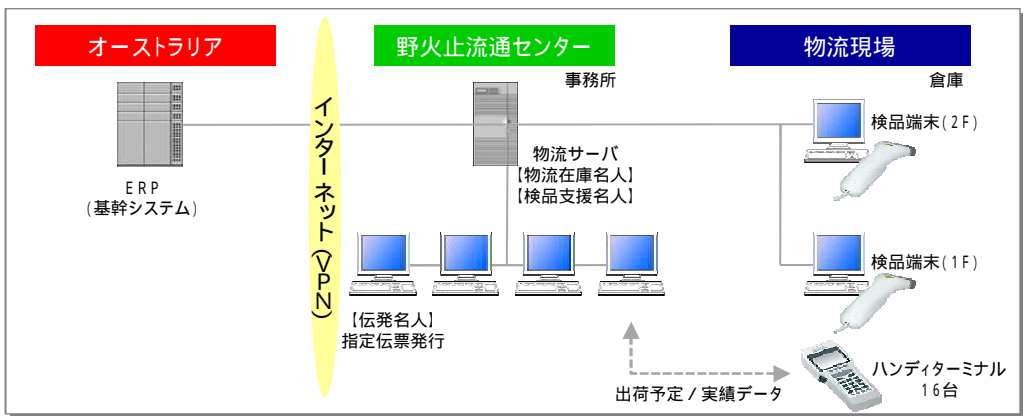 オーストラリア
野火止流通センター
物流現場
事務所
倉庫
インターネット(VPN)
ERP
(基幹システム)
物流サーバ
【物流在庫名人】
【検品支援名人】
検品端末(2F)
検品端末(1F)
【伝発名人】
指定伝票発行
出荷予定/実績データ
ハンディターミナル
16台